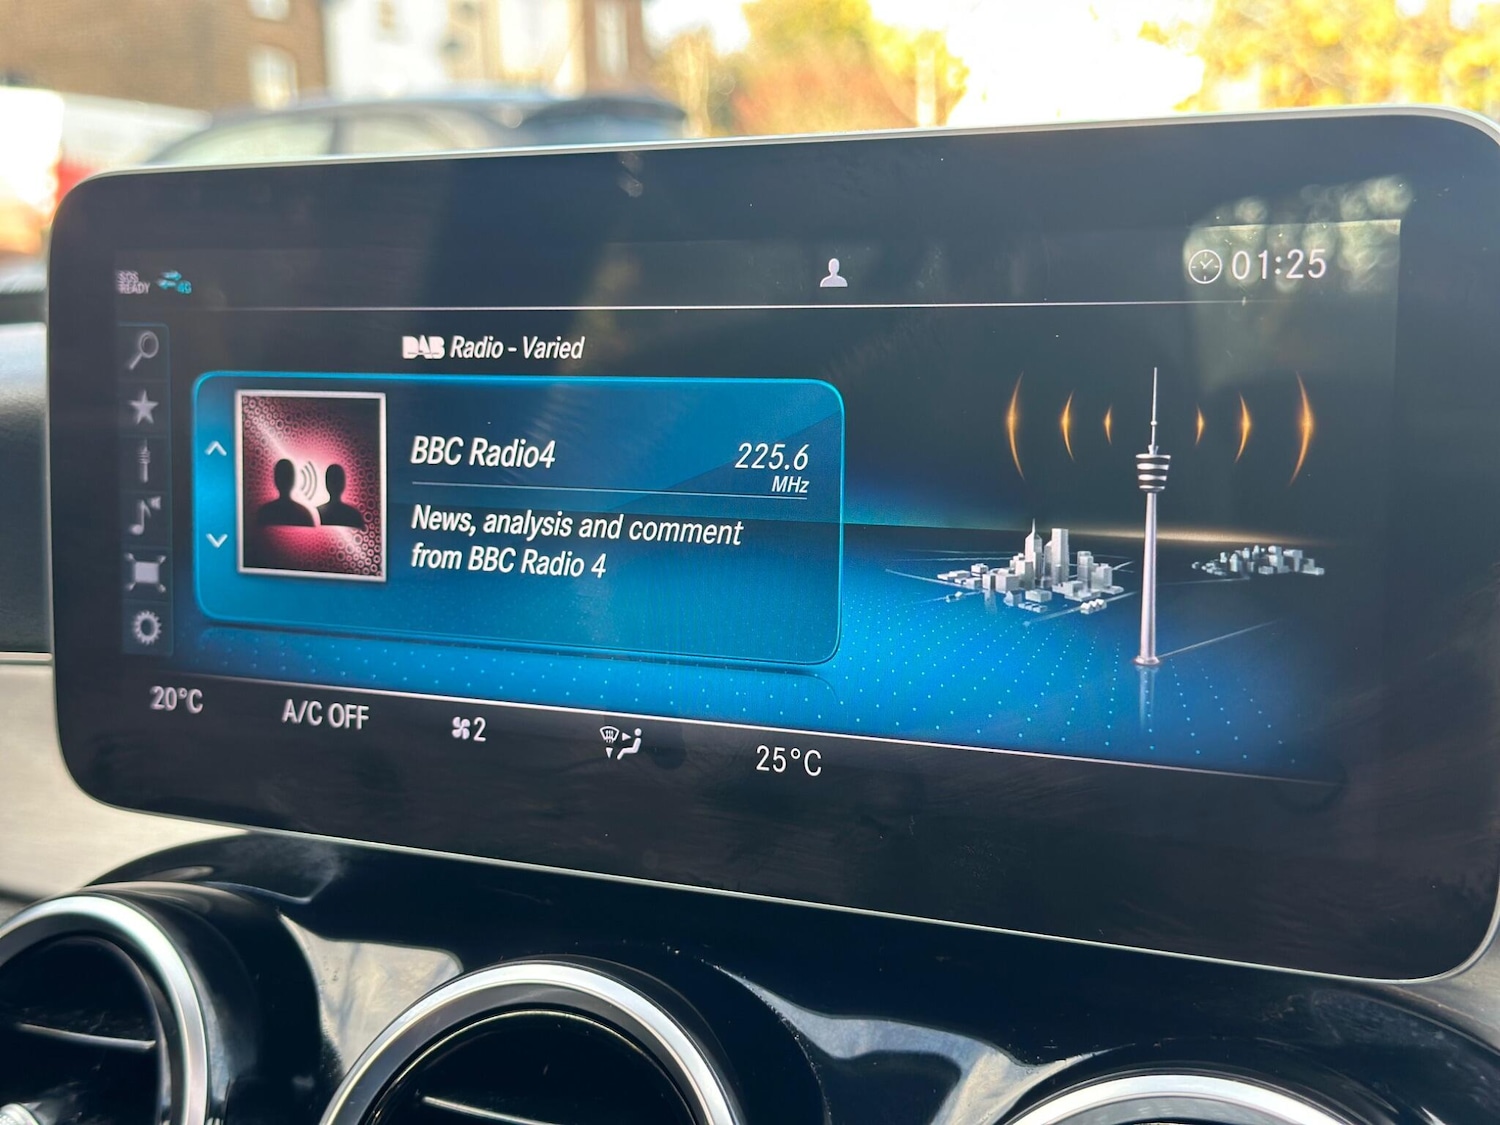 SOS
READY
4G
01:25
DAB Radio - Varied
BBC Radio4
225.6
MHz
News, analysis and comment
from BBC Radio 4
20°C
A/C OFF
2
25°C